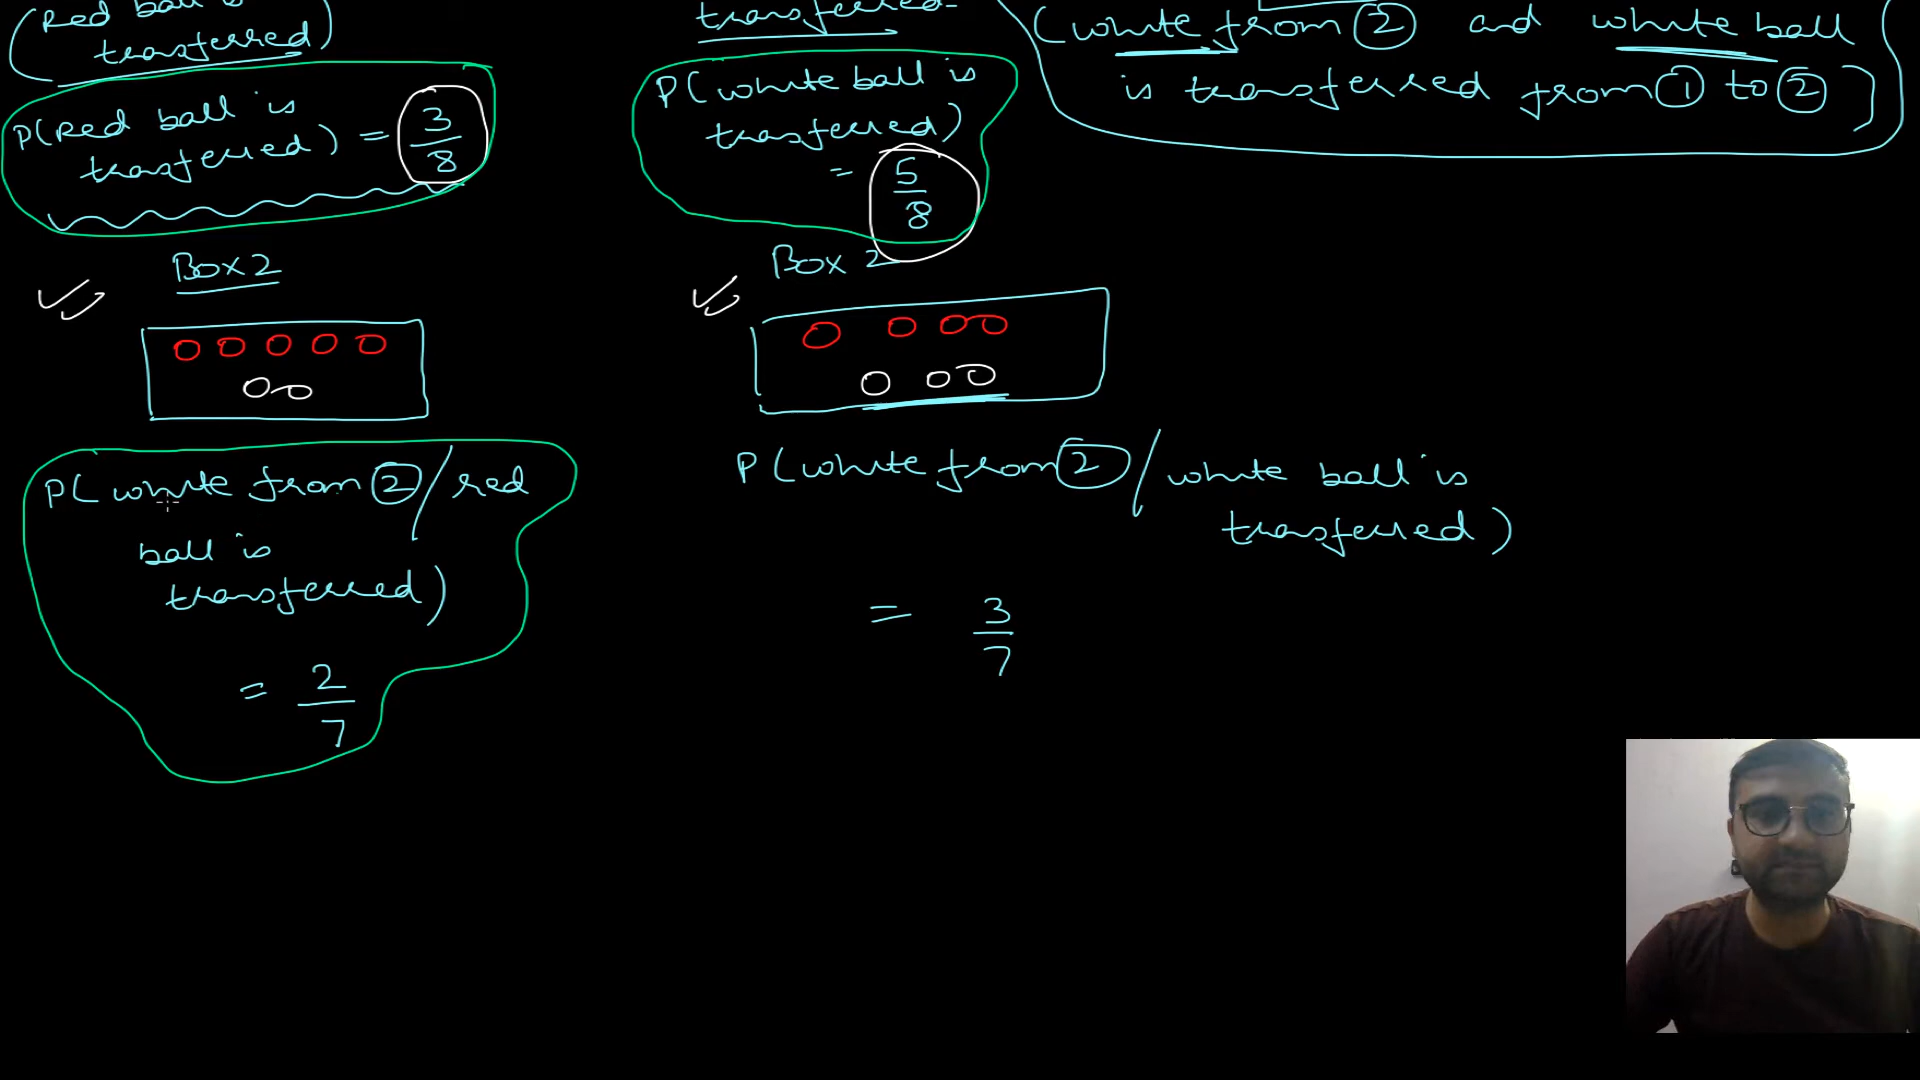 (Red ball is
transferred)
P(Red ball is
transferred) = 3/8
Box 2
P(white from ② / red
ball is
transferred)
= 2/7
transferred
P(white ball is
trasferred)
= 5/8
Box 2
P(white from ② / white ball is
transferred)
= 3/7
(white from ② and white ball
is transferred from ① to ②)